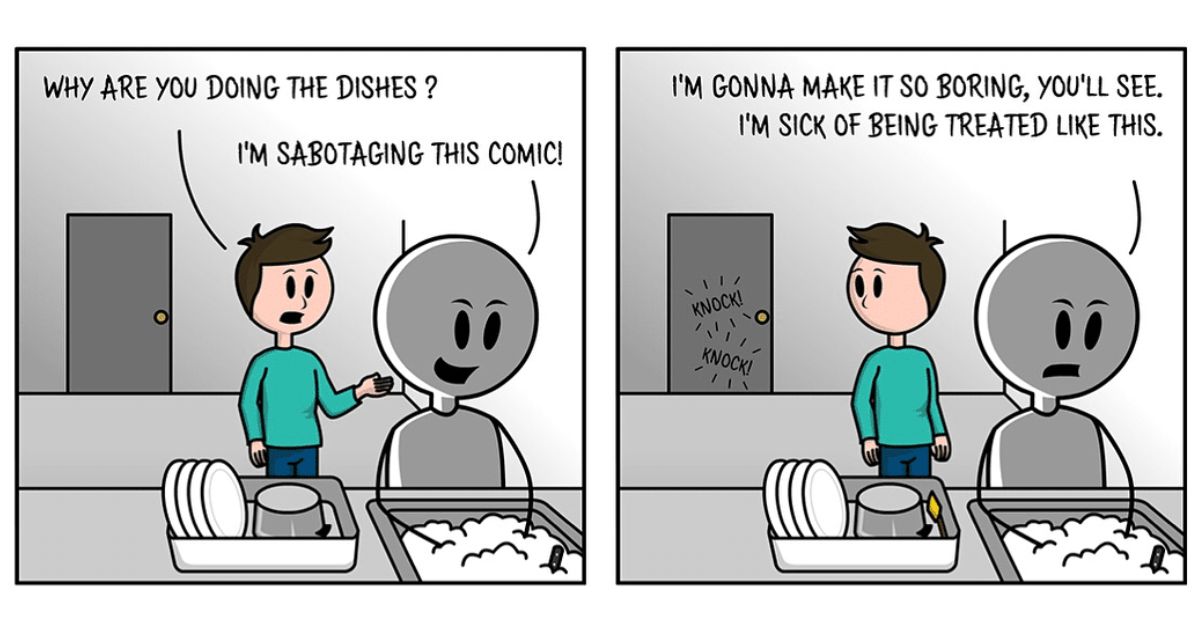 WHY ARE YOU DOING THE DISHES ?
I'M SABOTAGING THIS COMIC!
I'M GONNA MAKE IT SO BORING, YOU'LL SEE.
I'M SICK OF BEING TREATED LIKE THIS.
KNOCK!
KNOCK!